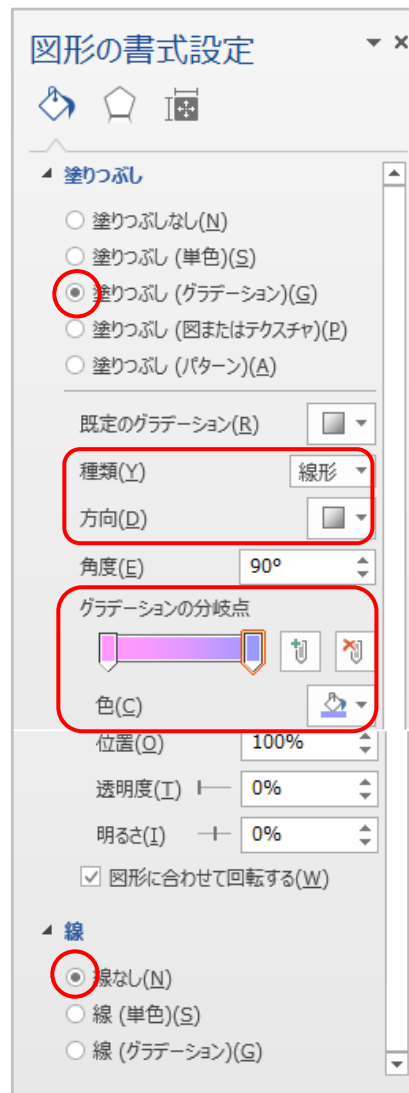 図形の書式設定
塗りつぶし
塗りつぶしなし(N)
塗りつぶし (単色)(S)
塗りつぶし (グラデーション)(G)
塗りつぶし (図またはテクスチャ)(P)
塗りつぶし (パターン)(A)
既定のグラデーション(R)
種類(Y) 線形
方向(D)
角度(E) 90°
グラデーションの分岐点
色(C)
位置(O) 100%
透明度(T) 0%
明るさ(I) 0%
図形に合わせて回転する(W)
線
線なし(N)
線 (単色)(S)
線 (グラデーション)(G)